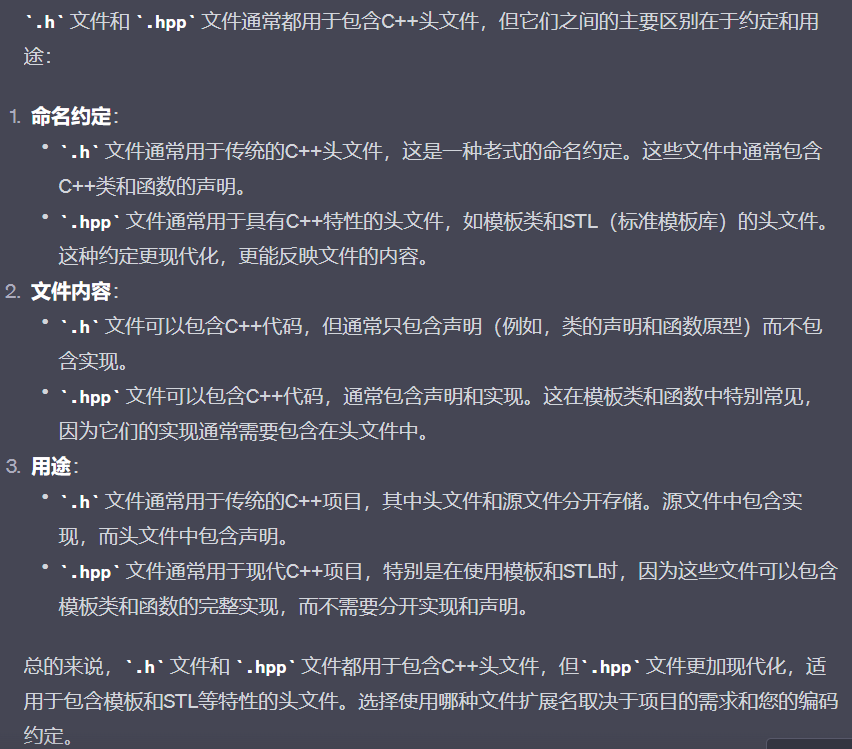 `.h` 文件和 `.hpp` 文件通常都用于包含C++头文件，但它们之间的主要区别在于约定和用
途：
1. 命名约定：
• `.h` 文件通常用于传统的C++头文件，这是一种老式的命名约定。这些文件中通常包含
C++类和函数的声明。
• `.hpp` 文件通常用于具有C++特性的头文件，如模板类和STL（标准模板库）的头文件。
这种约定更现代化，更能反映文件的内容。
2. 文件内容：
• `.h` 文件可以包含C++代码，但通常只包含声明（例如，类的声明和函数原型）而不包
含实现。
• `.hpp` 文件可以包含C++代码，通常包含声明和实现。这在模板类和函数中特别常见，
因为它们的实现通常需要包含在头文件中。
3. 用途：
• `.h` 文件通常用于传统的C++项目，其中头文件和源文件分开存储。源文件中包含实
现，而头文件中包含声明。
• `.hpp` 文件通常用于现代C++项目，特别是在使用模板和STL时，因为这些文件可以包含
模板类和函数的完整实现，而不需要分开实现和声明。
总的来说，`.h` 文件和 `.hpp` 文件都用于包含C++头文件，但`.hpp` 文件更加现代化，适
用于包含模板和STL等特性的头文件。选择使用哪种文件扩展名取决于项目的需求和您的编码
约定。